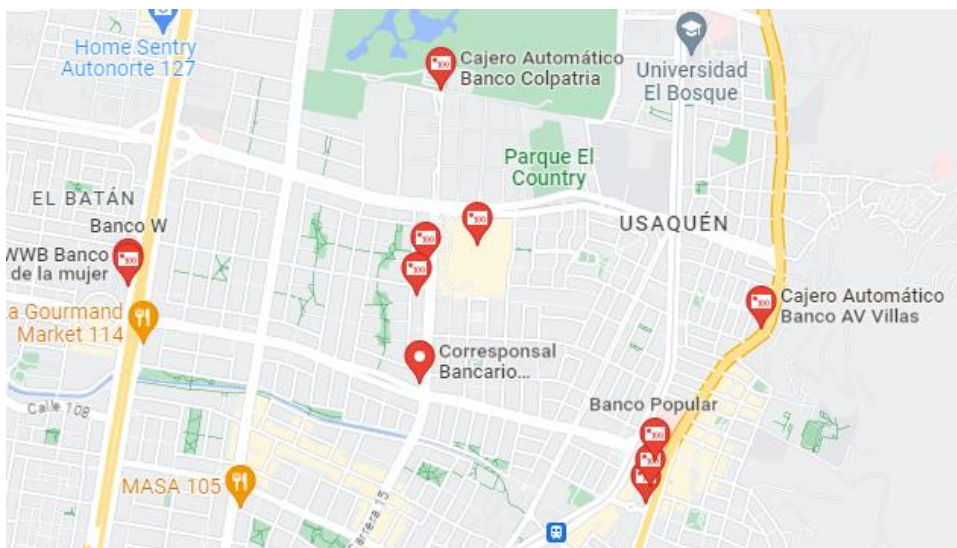 Home Sentry
Autonorte 127
Cajero Automático
Banco Colpatria
Universidad
El Bosque
Parque El
Country
EL BATÁN
USAQUÉN
Banco W
WWB Banco
de la mujer
Gourmand
Market 114
Cajero Automático
Banco AV Villas
Corresponsal
Bancario...
Calle 108
Banco Popular
MASA 105
Carrera 15